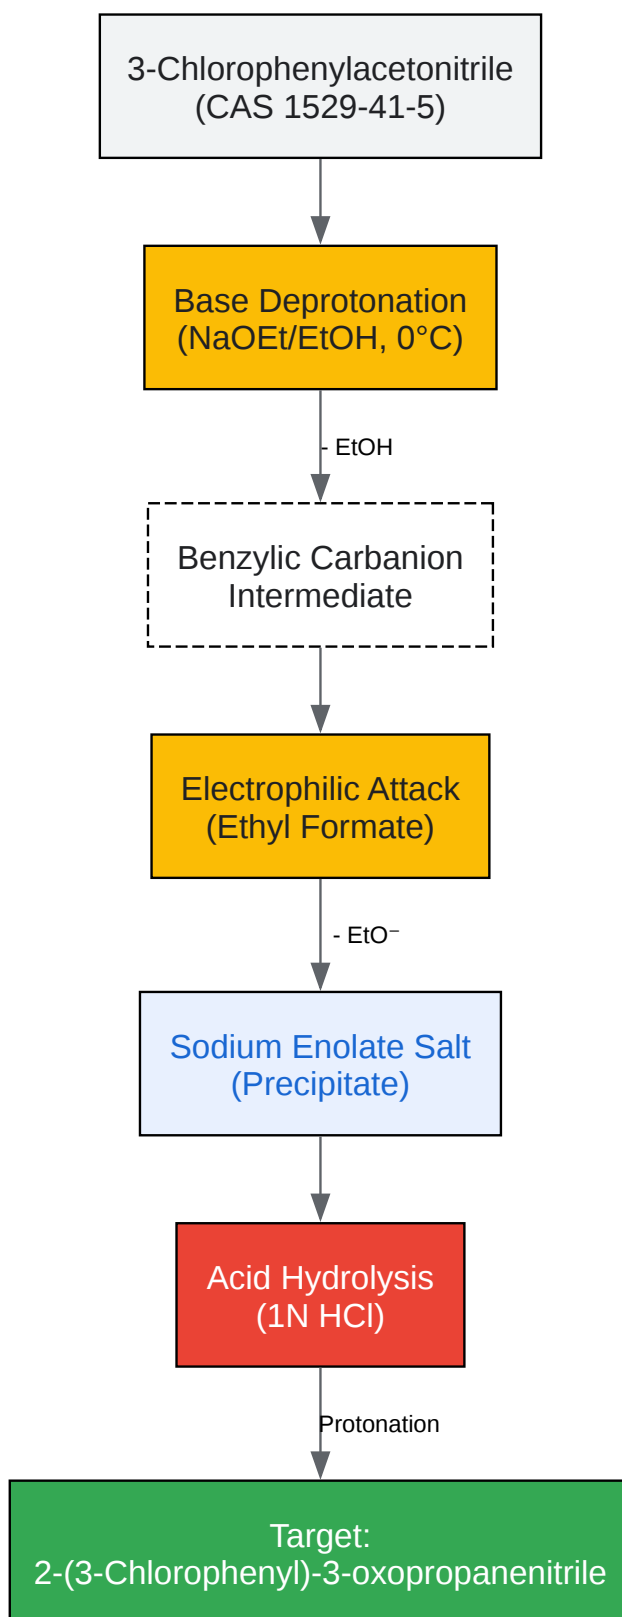 3-Chlorophenylacetonitrile
(CAS 1529-41-5)
Base Deprotonation
(NaOEt/EtOH, 0°C)
- EtOH
Benzylic Carbanion
Intermediate
Electrophilic Attack
(Ethyl Formate)
- EtO⁻
Sodium Enolate Salt
(Precipitate)
Acid Hydrolysis
(1N HCl)
Protonation
Target:
2-(3-Chlorophenyl)-3-oxopropanenitrile